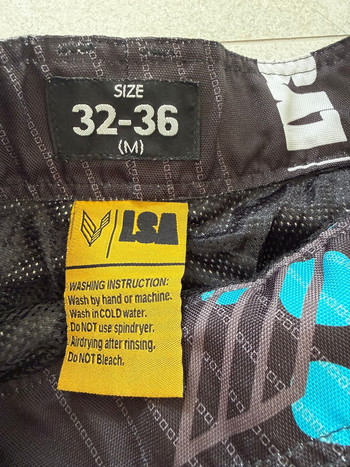 SIZE
32-36
(M)
LSA
WASHING INSTRUCTION:
Wash by hand or machine.
Wash in COLD water.
Do NOT use spindryer.
Airdrying after rinsing.
Do NOT Bleach.